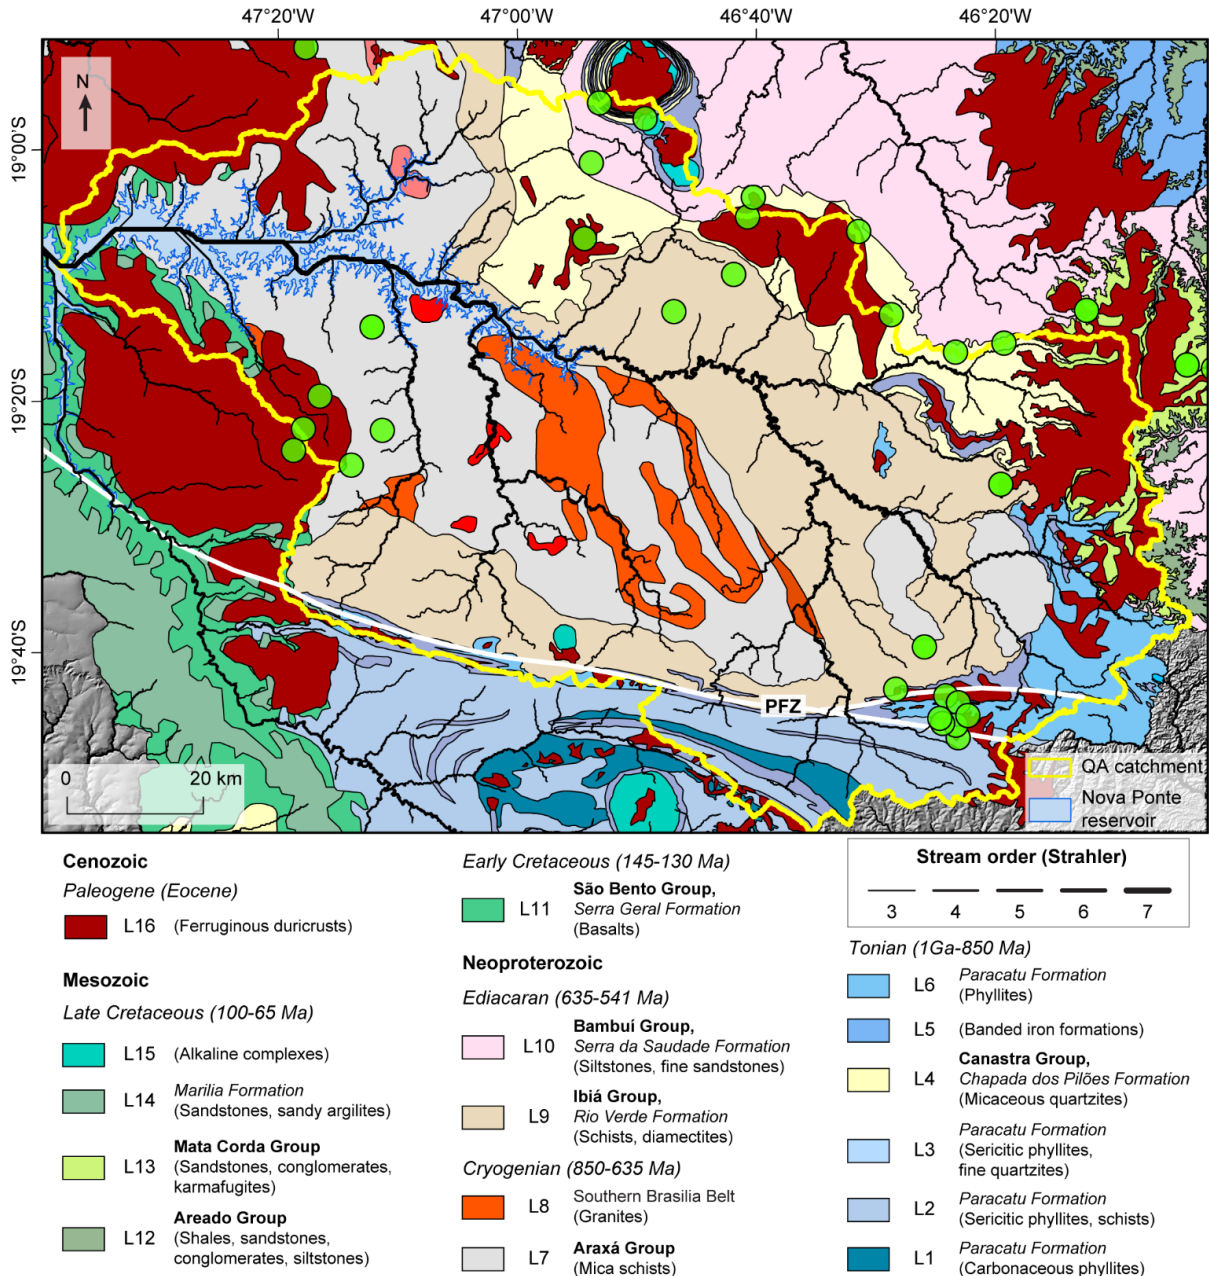 47°20'W 47°00'W 46°40'W 46°20'W
N
19°00'S
19°20'S
19°40'S
PFZ
0 20 km
QA catchment
Nova Ponte
reservoir
Cenozoic
Paleogene (Eocene)
L16 (Ferruginous duricrusts)
Mesozoic
Late Cretaceous (100-65 Ma)
L15 (Alkaline complexes)
L14 Marilia Formation
(Sandstones, sandy argilites)
Mata Corda Group
L13 (Sandstones, conglomerates,
karmafugites)
Areado Group
L12 (Shales, sandstones,
conglomerates, siltstones)
Early Cretaceous (145-130 Ma)
São Bento Group,
L11 Serra Geral Formation
(Basalts)
Neoproterozoic
Ediacaran (635-541 Ma)
Bambuí Group,
L10 Serra da Saudade Formation
(Siltstones, fine sandstones)
Ibiá Group,
L9 Rio Verde Formation
(Schists, diamectites)
Cryogenian (850-635 Ma)
L8 Southern Brasilia Belt
(Granites)
L7 Araxá Group
(Mica schists)
Stream order (Strahler)
3 4 5 6 7
Tonian (1Ga-850 Ma)
L6 Paracatu Formation
(Phyllites)
L5 (Banded iron formations)
Canastra Group,
L4 Chapada dos Pilões Formation
(Micaceous quartzites)
Paracatu Formation
L3 (Sericitic phyllites,
fine quartzites)
L2 Paracatu Formation
(Sericitic phyllites, schists)
L1 Paracatu Formation
(Carbonaceous phyllites)